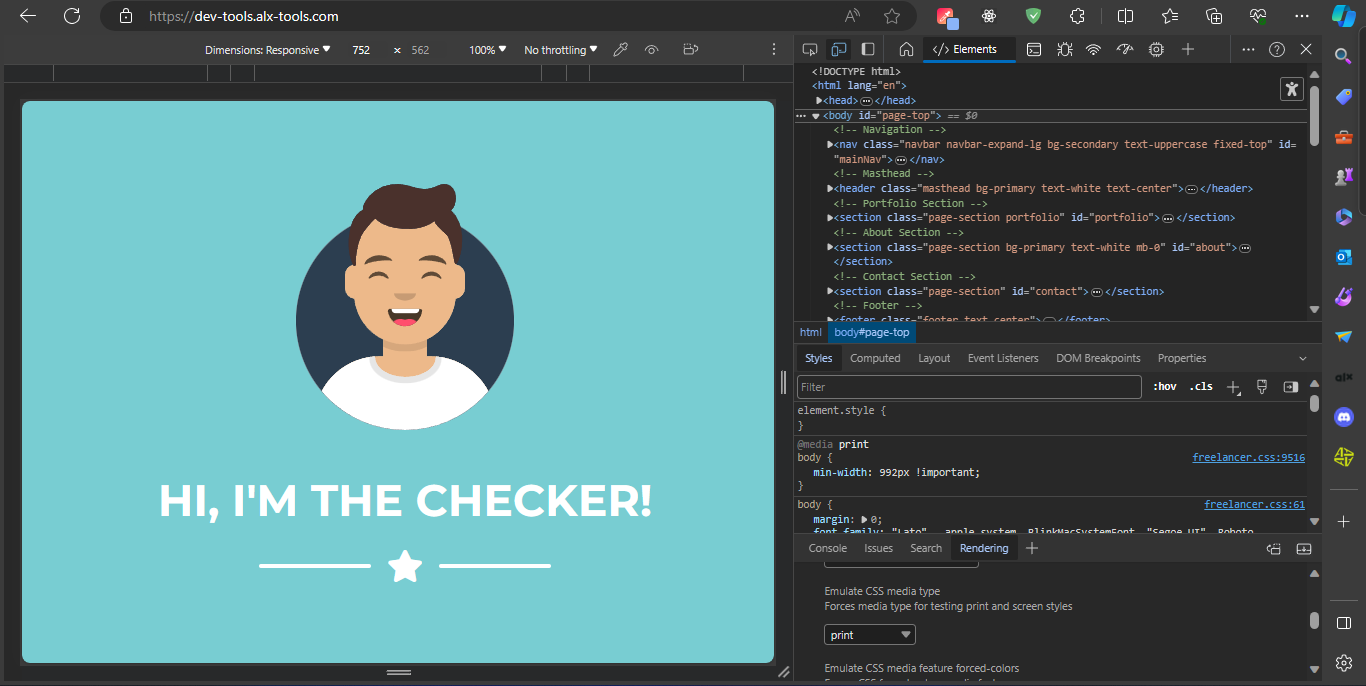 https://dev-tools.alx-tools.com
Dimensions: Responsive 752 × 562 100% No throttling
Elements
<!DOCTYPE html>
<html lang="en">
<head> </head>
<body id="page-top"> == $0
<!-- Navigation -->
<nav class="navbar navbar-expand-lg bg-secondary text-uppercase fixed-top" id=
"mainNav"> </nav>
<!-- Masthead -->
<header class="masthead bg-primary text-white text-center"> </header>
<!-- Portfolio Section -->
<section class="page-section portfolio" id="portfolio"> </section>
<!-- About Section -->
<section class="page-section bg-primary text-white mb-0" id="about">
</section>
<!-- Contact Section -->
<section class="page-section" id="contact"> </section>
<!-- Footer -->
<footer class="footer text-center"> </footer>
html body#page-top
Styles Computed Layout Event Listeners DOM Breakpoints Properties
Filter :hov .cls
element.style {
}
@media print
body { freelancer.css:9516
min-width: 992px !important;
}
body { freelancer.css:61
margin: 0;
font-family: "Lato", -apple-system, BlinkMacSystemFont, "Segoe UI", Roboto,
Console Issues Search Rendering
Emulate CSS media type
Forces media type for testing print and screen styles
print
Emulate CSS media feature forced-colors
HI, I'M THE CHECKER!
alx